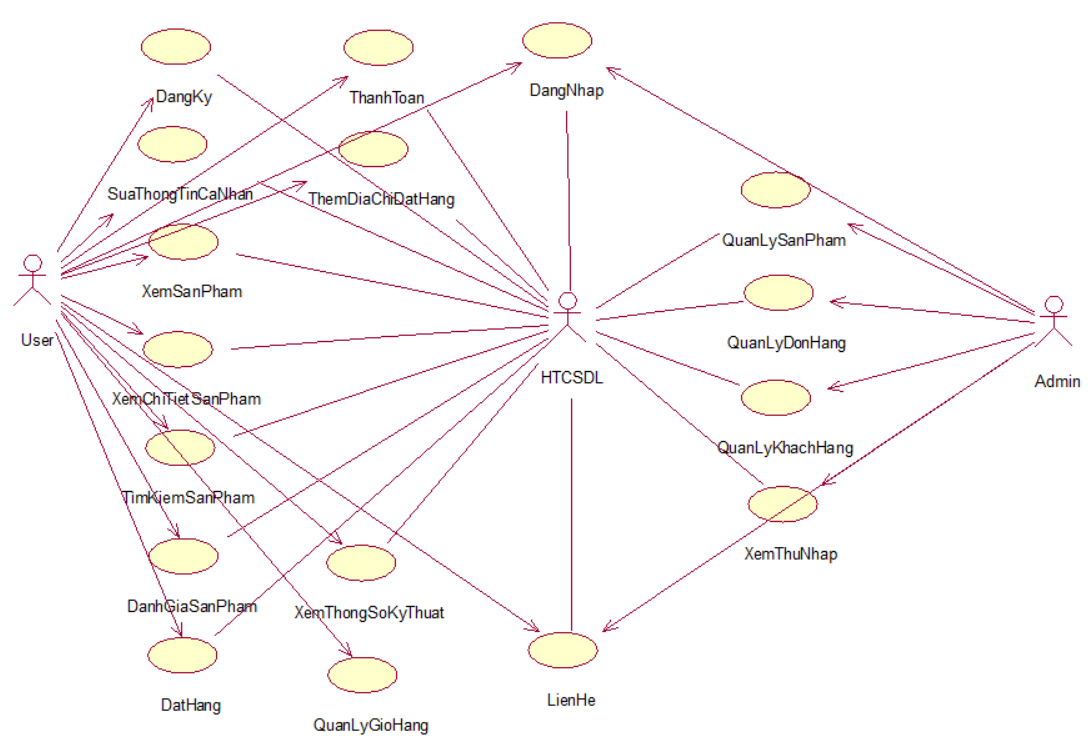 DangKy
ThanhToan
DangNhap
SuaThongTinCaNhan
ThemDiaChiDatHang
QuanLySanPham
XemSanPham
User
QuanLyDonHang
HTCSDL
Admin
XemChiTietSanPham
QuanLyKhachHang
TimKiemSanPham
XemThuNhap
DanhGiaSanPham
XemThongSoKyThuat
DatHang
LienHe
QuanLyGioHang